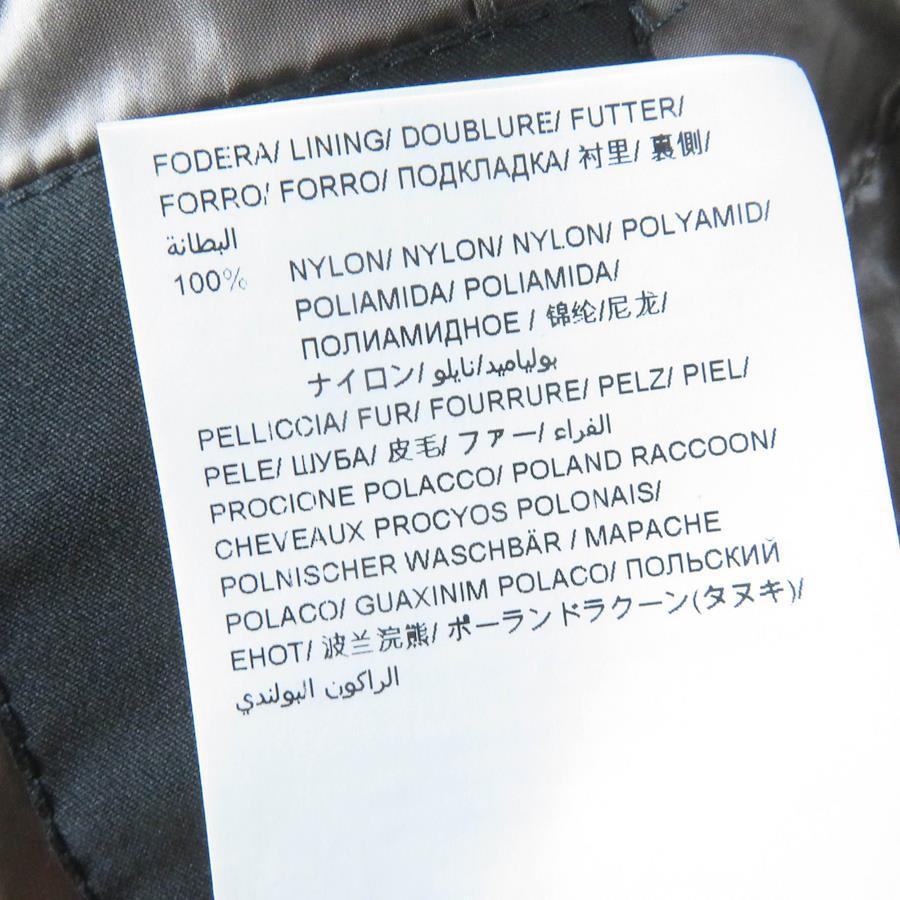 FODERA/ LINING/ DOUBLURE/ FUTTER/
FORRO/ FORRO/ ПОДКЛАДКА/ 衬里/ 裏側/
البطانة
100% NYLON/ NYLON/ NYLON/ POLYAMID/
POLIAMIDA/ POLIAMIDA/
ПОЛИАМИДНОЕ / 锦纶/尼龙/
ナイロン/ بولياميد/نايلو
PELLICCIA/ FUR/ FOURRURE/ PELZ/ PIEL/
PELE/ ШУБА/ 皮毛/ ファー/ الفراء
PROCIONE POLACCO/ POLAND RACCOON/
CHEVEAUX PROCYOS POLONAIS/
POLNISCHER WASCHBÄR / MAPACHE
POLACO/ GUAXINIM POLACO/ ПОЛЬСКИЙ
ЕНОТ/ 波兰浣熊/ ポーランドラクーン(タヌキ)/
الراكون البولندي